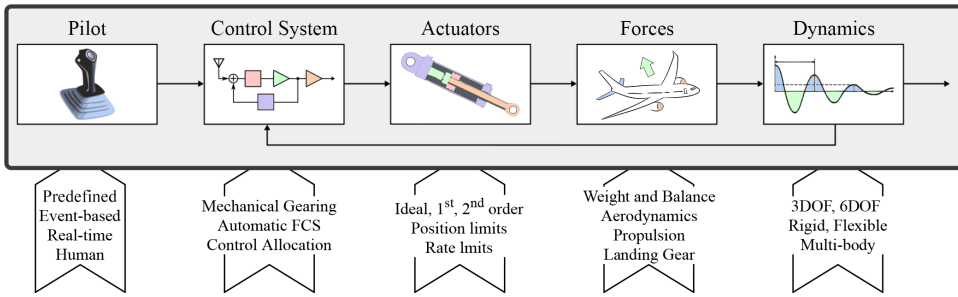 Pilot
Control System
Actuators
Forces
Dynamics
Predefined
Event-based
Real-time
Human
Mechanical Gearing
Automatic FCS
Control Allocation
Ideal, 1st, 2nd order
Position limits
Rate lmits
Weight and Balance
Aerodynamics
Propulsion
Landing Gear
3DOF, 6DOF
Rigid, Flexible
Multi-body